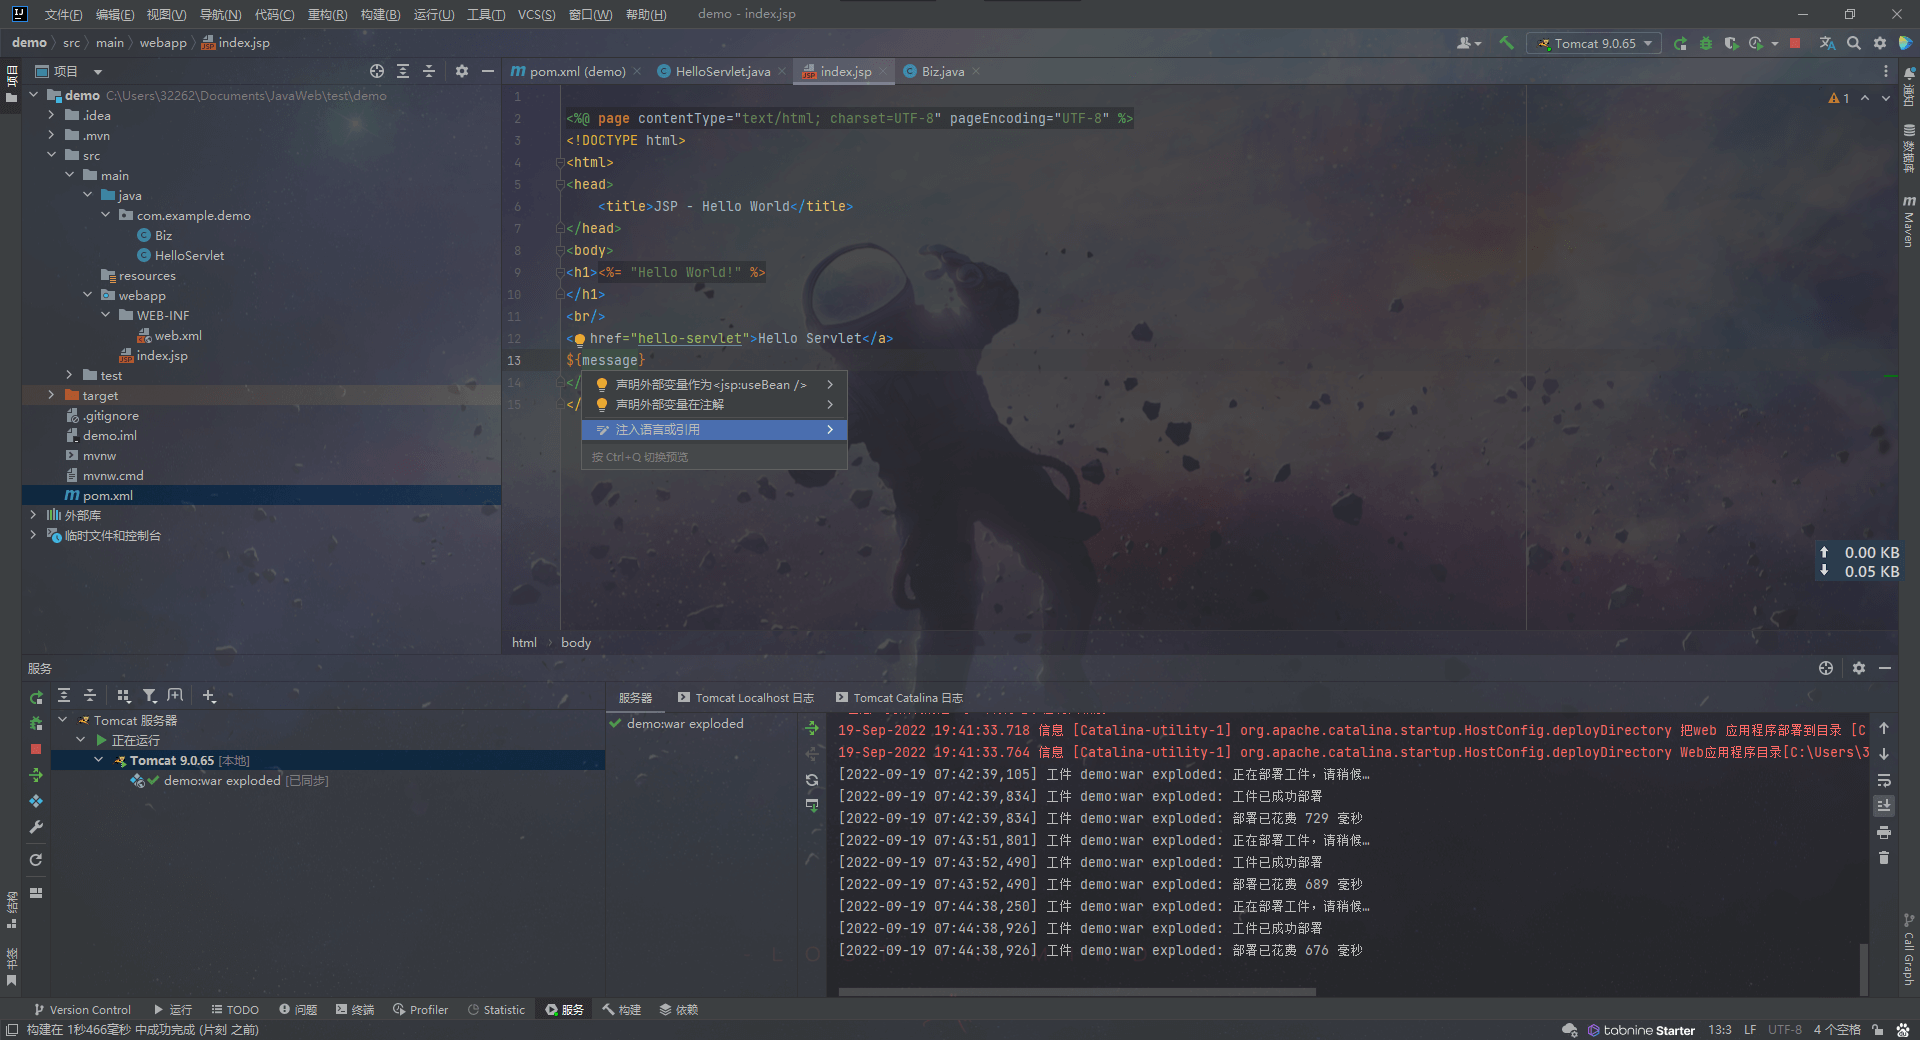 文件(F) 编辑(E) 视图(V) 导航(N) 代码(C) 重构(R) 构建(B) 运行(U) 工具(T) VCS(S) 窗口(W) 帮助(H) demo - index.jsp
demo src main webapp index.jsp
Tomcat 9.0.65
项目
pom.xml (demo) HelloServlet.java index.jsp Biz.java
demo C:\Users\32262\Documents\JavaWeb\test\demo
.idea
.mvn
src
main
java
com.example.demo
Biz
HelloServlet
resources
webapp
WEB-INF
web.xml
index.jsp
test
target
.gitignore
demo.iml
mvnw
mvnw.cmd
pom.xml
外部库
临时文件和控制台
项目
结构
书签
1
1
2 <%@ page contentType="text/html; charset=UTF-8" pageEncoding="UTF-8" %>
3 <!DOCTYPE html>
4 <html>
5 <head>
6 <title>JSP - Hello World</title>
7 </head>
8 <body>
9 <h1><%= "Hello World!" %>
10 </h1>
11 <br/>
12 < href="hello-servlet">Hello Servlet</a>
13 ${message}
14 </
15 </
声明外部变量作为<jsp:useBean />
声明外部变量在注解
注入语言或引用
按 Ctrl+Q 切换预览
html body
0.00 KB
0.05 KB
通知
数据库
Maven
Call Graph
服务
Tomcat 服务器
正在运行
Tomcat 9.0.65 [本地]
demo:war exploded [已同步]
服务器 Tomcat Localhost 日志 Tomcat Catalina 日志
demo:war exploded
19-Sep-2022 19:41:33.718 信息 [Catalina-utility-1] org.apache.catalina.startup.HostConfig.deployDirectory 把web 应用程序部署到目录 [C
19-Sep-2022 19:41:33.764 信息 [Catalina-utility-1] org.apache.catalina.startup.HostConfig.deployDirectory Web应用程序目录[C:\Users\3
[2022-09-19 07:42:39,105] 工件 demo:war exploded: 正在部署工件，请稍候…
[2022-09-19 07:42:39,834] 工件 demo:war exploded: 工件已成功部署
[2022-09-19 07:42:39,834] 工件 demo:war exploded: 部署已花费 729 毫秒
[2022-09-19 07:43:51,801] 工件 demo:war exploded: 正在部署工件，请稍候…
[2022-09-19 07:43:52,490] 工件 demo:war exploded: 工件已成功部署
[2022-09-19 07:43:52,490] 工件 demo:war exploded: 部署已花费 689 毫秒
[2022-09-19 07:44:38,250] 工件 demo:war exploded: 正在部署工件，请稍候…
[2022-09-19 07:44:38,926] 工件 demo:war exploded: 工件已成功部署
[2022-09-19 07:44:38,926] 工件 demo:war exploded: 部署已花费 676 毫秒
Version Control 运行 TODO 问题 终端 Profiler Statistic 服务 构建 依赖
构建在 1秒466毫秒 中成功完成 (片刻 之前)
tabnine Starter 13:3 LF UTF-8 4 个空格